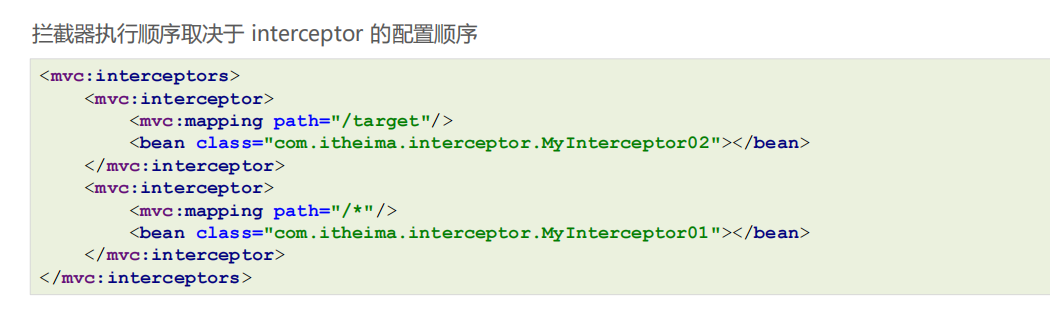 拦截器执行顺序取决于 interceptor 的配置顺序
<mvc:interceptors>
    <mvc:interceptor>
        <mvc:mapping path="/target"/>
        <bean class="com.itheima.interceptor.MyInterceptor02"></bean>
    </mvc:interceptor>
    <mvc:interceptor>
        <mvc:mapping path="/*"/>
        <bean class="com.itheima.interceptor.MyInterceptor01"></bean>
    </mvc:interceptor>
</mvc:interceptors>